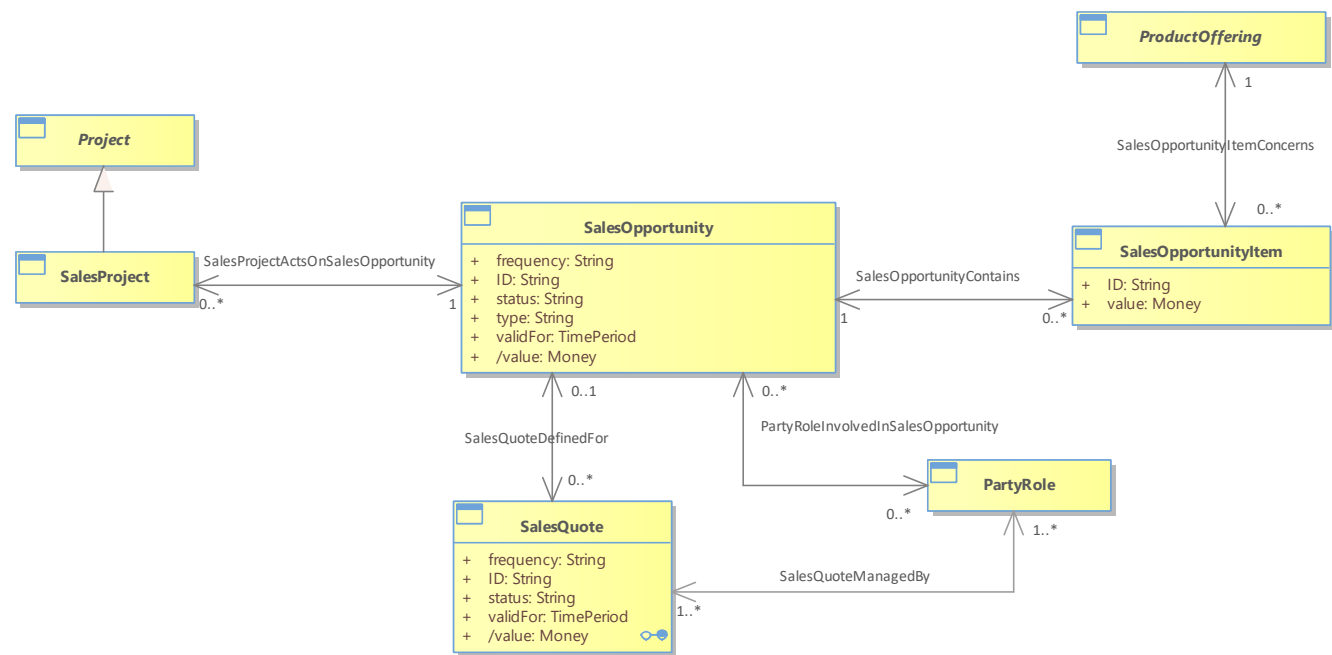 ProductOffering
1
SalesOpportunityItemConcerns
0..*
Project
SalesOpportunity
+ frequency: String
+ ID: String
+ status: String
+ type: String
+ validFor: TimePeriod
+ /value: Money
SalesOpportunityItem
+ ID: String
+ value: Money
SalesProject
SalesProjectActsOnSalesOpportunity
0..*
1
SalesOpportunityContains
1
0..*
0..1
SalesQuoteDefinedFor
0..*
0..*
PartyRoleInvolvedInSalesOpportunity
0..*
PartyRole
1..*
SalesQuoteManagedBy
1..*
SalesQuote
+ frequency: String
+ ID: String
+ status: String
+ validFor: TimePeriod
+ /value: Money